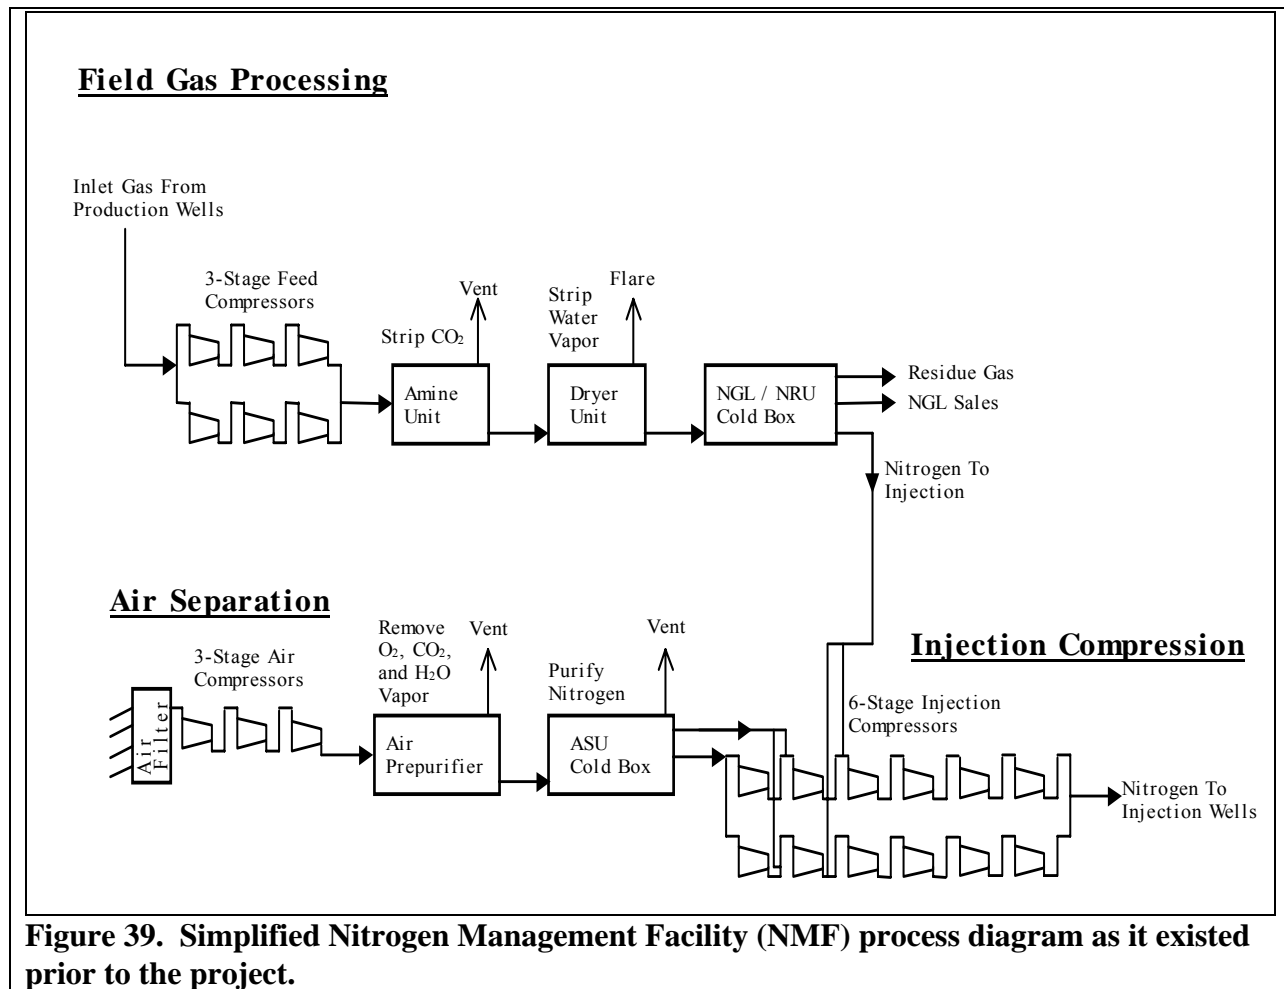 Field Gas Processing
Inlet Gas From
Production Wells
3-Stage Feed
Compressors
Strip CO₂
Vent
Strip
Water
Vapor
Flare
Amine
Unit
Dryer
Unit
NGL / NRU
Cold Box
Residue Gas
NGL Sales
Nitrogen To
Injection
Air Separation
3-Stage Air
Compressors
Remove
O₂, CO₂,
and H₂O
Vapor
Vent
Purify
Nitrogen
Vent
Injection Compression
6-Stage Injection
Compressors
Air
Filter
Air
Prepurifier
ASU
Cold Box
Nitrogen To
Injection Wells
Figure 39. Simplified Nitrogen Management Facility (NMF) process diagram as it existed
prior to the project.